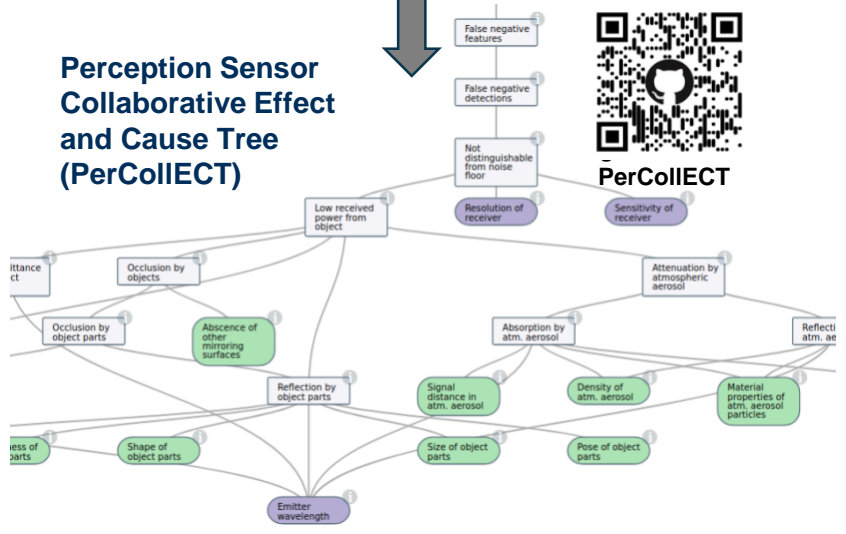 Perception Sensor
Collaborative Effect
and Cause Tree
(PerCollECT)
False negative
features
False negative
detections
Not
distinguishable
from noise
floor
PerCollECT
Low received
power from
object
Resolution of
receiver
Sensitivity of
receiver
ittance
ct
Occlusion by
objects
Attenuation by
atmospheric
aerosol
Occlusion by
object parts
Abscence of
other
mirroring
surfaces
Absorption by
atm. aerosol
Reflecti
atm. ae
Reflection by
object parts
Signal
distance in
atm. aerosol
Density of
atm. aerosol
Material
properties of
atm. aerosol
particles
ess of
parts
Shape of
object parts
Size of object
parts
Pose of object
parts
Emitter
wavelength